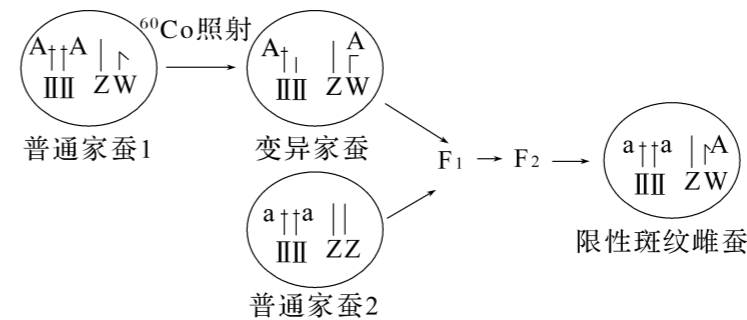 ⁶⁰Co照射
A A
ⅡⅡ ZW
普通家蚕1
A A
ⅡⅡ ZW
变异家蚕
F₁ F₂
a a
ⅡⅡ ZZ
普通家蚕2
a a A
ⅡⅡ ZW
限性斑纹雌蚕